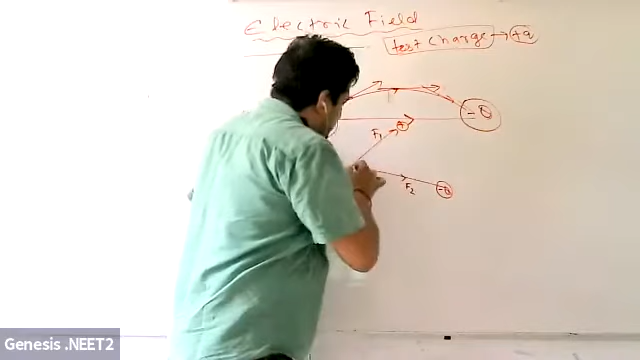 Electric Field
test charge → +q
- Q
F1 +
F2
-Q
Genesis .NEET2